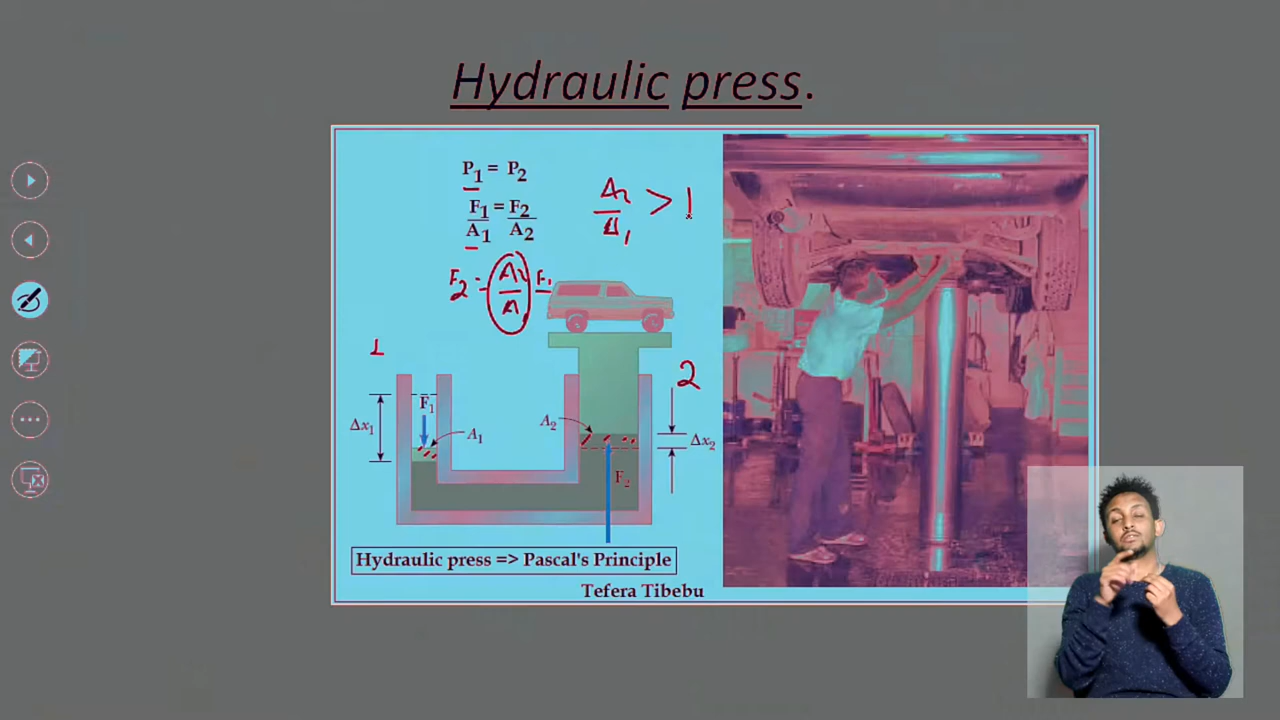 Hydraulic press.
P1 = P2
F1 = F2
A1 A2
A2 > 1
A1
F2 = A2 F1
A1
1
2
Δx1
F1
A1
A2
Δx2
F2
Hydraulic press => Pascal's Principle
Tefera Tibebu